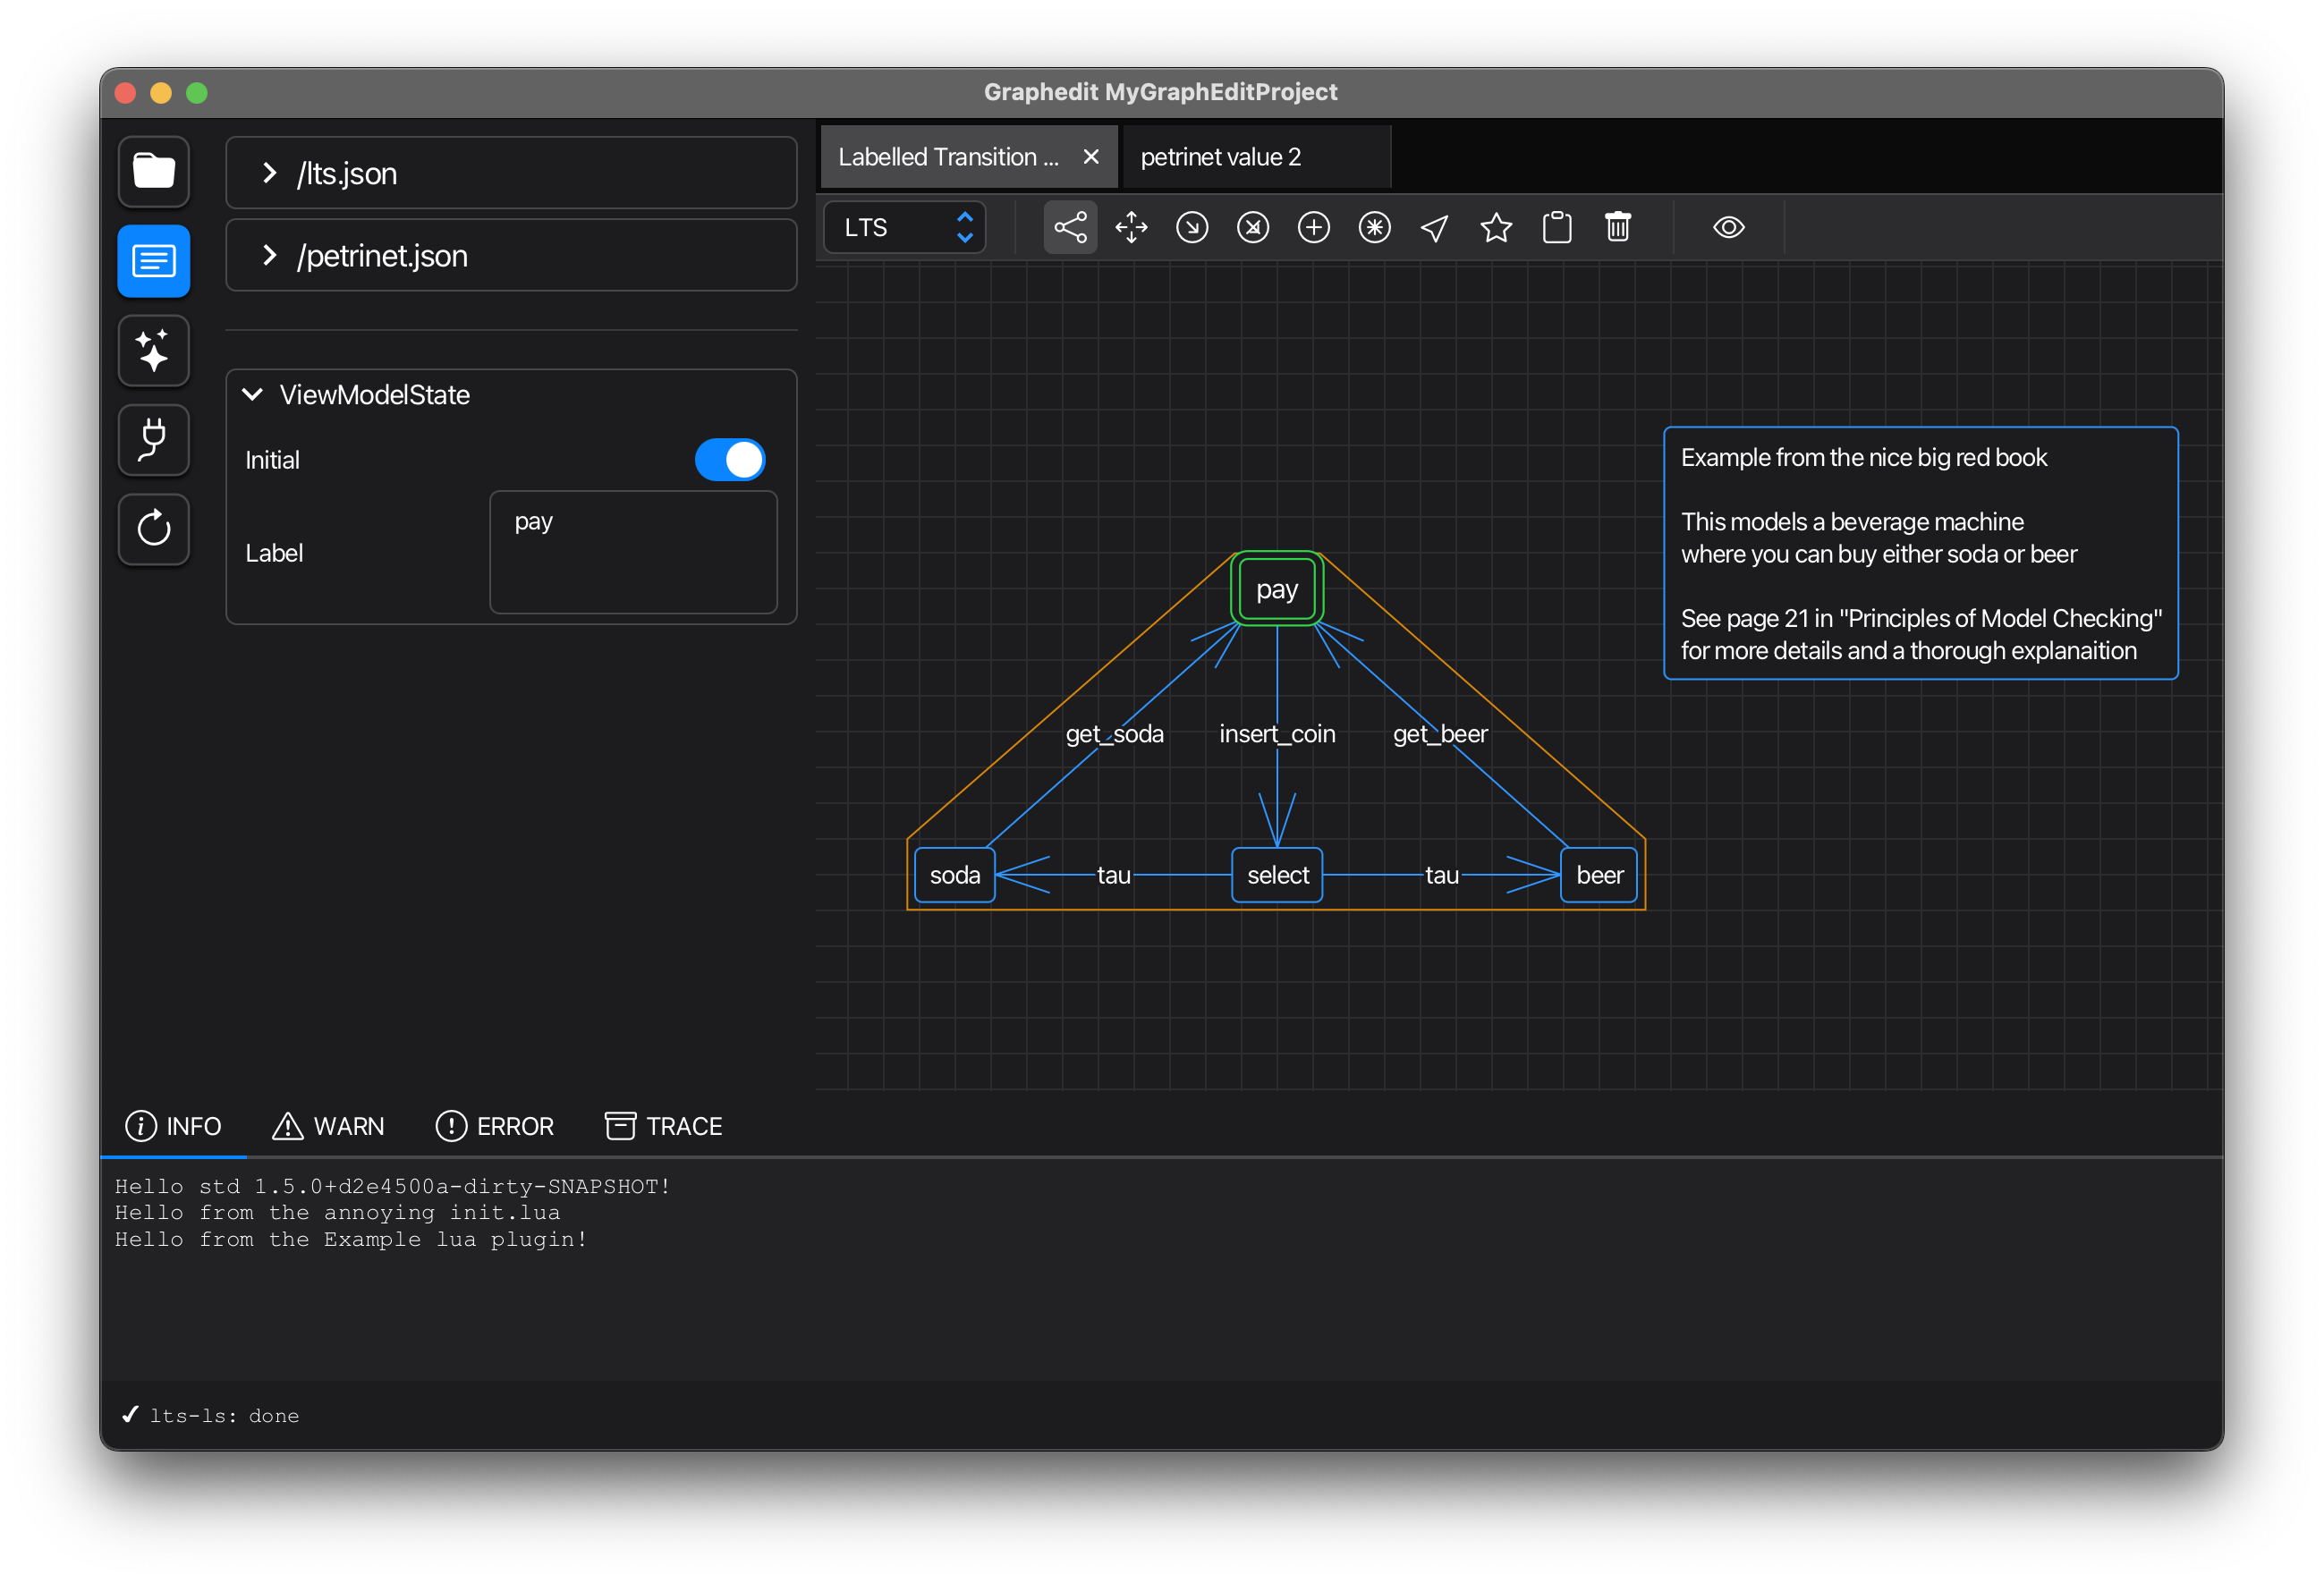 Graphedit MyGraphEditProject
/lts.json
/petrinet.json
ViewModelState
Initial
Label
pay
Labelled Transition ...
petrinet value 2
LTS
Example from the nice big red book
This models a beverage machine
where you can buy either soda or beer
See page 21 in "Principles of Model Checking"
for more details and a thorough explanaition
pay
get_soda
insert_coin
get_beer
soda
tau
select
tau
beer
INFO
WARN
ERROR
TRACE
Hello std 1.5.0+d2e4500a-dirty-SNAPSHOT!
Hello from the annoying init.lua
Hello from the Example lua plugin!
✓ lts-ls: done